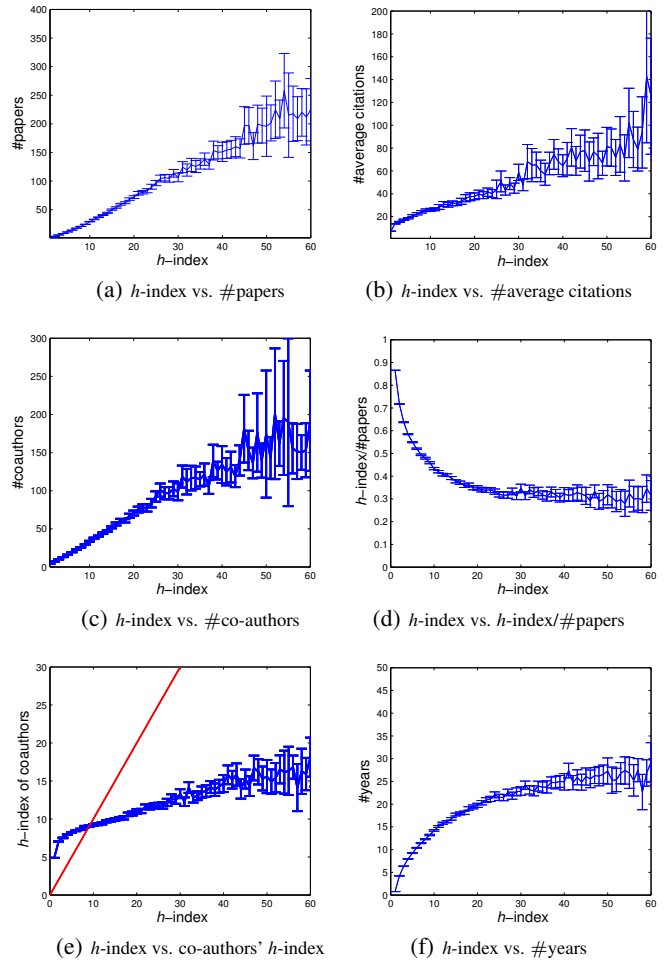 400
350
300
250
200
150
100
50
#papers
10 20 30 40 50 60
h−index
(a) h-index vs. #papers
200
180
160
140
120
100
80
60
40
20
#average citations
10 20 30 40 50 60
h−index
(b) h-index vs. #average citations
300
250
200
150
100
50
0
#coauthors
10 20 30 40 50 60
h−index
(c) h-index vs. #co-authors
1
0.9
0.8
0.7
0.6
0.5
0.4
0.3
0.2
0.1
0
h−index/#papers
0 10 20 30 40 50 60
h−index
(d) h-index vs. h-index/#papers
30
25
20
15
10
5
0
h−index of coauthors
0 10 20 30 40 50 60
h−index
(e) h-index vs. co-authors' h-index
50
45
40
35
30
25
20
15
10
5
0
#years
0 10 20 30 40 50 60
h−index
(f) h-index vs. #years